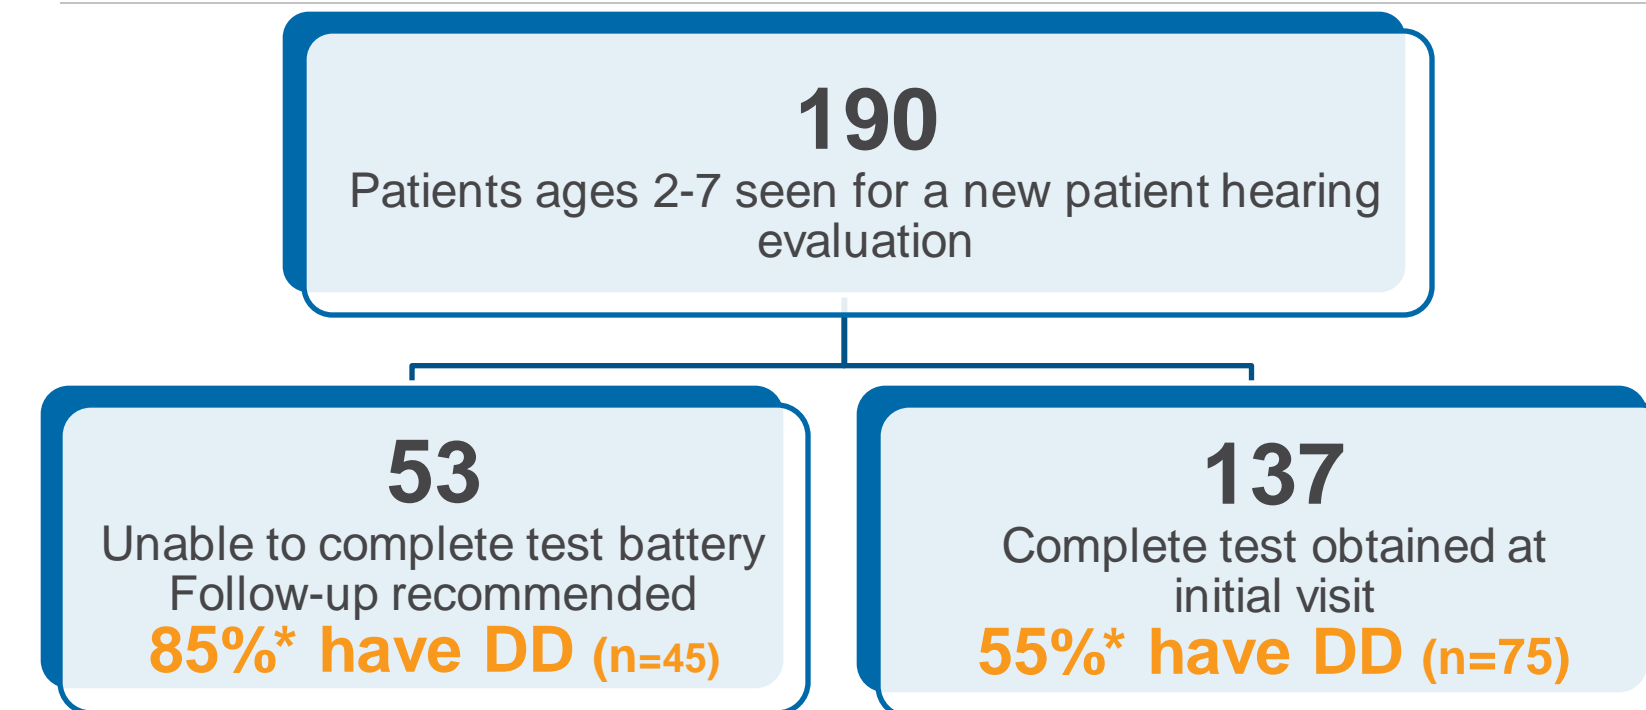 190
Patients ages 2-7 seen for a new patient hearing
evaluation
53
Unable to complete test battery
Follow-up recommended
85%* have DD (n=45)
137
Complete test obtained at
initial visit
55%* have DD (n=75)